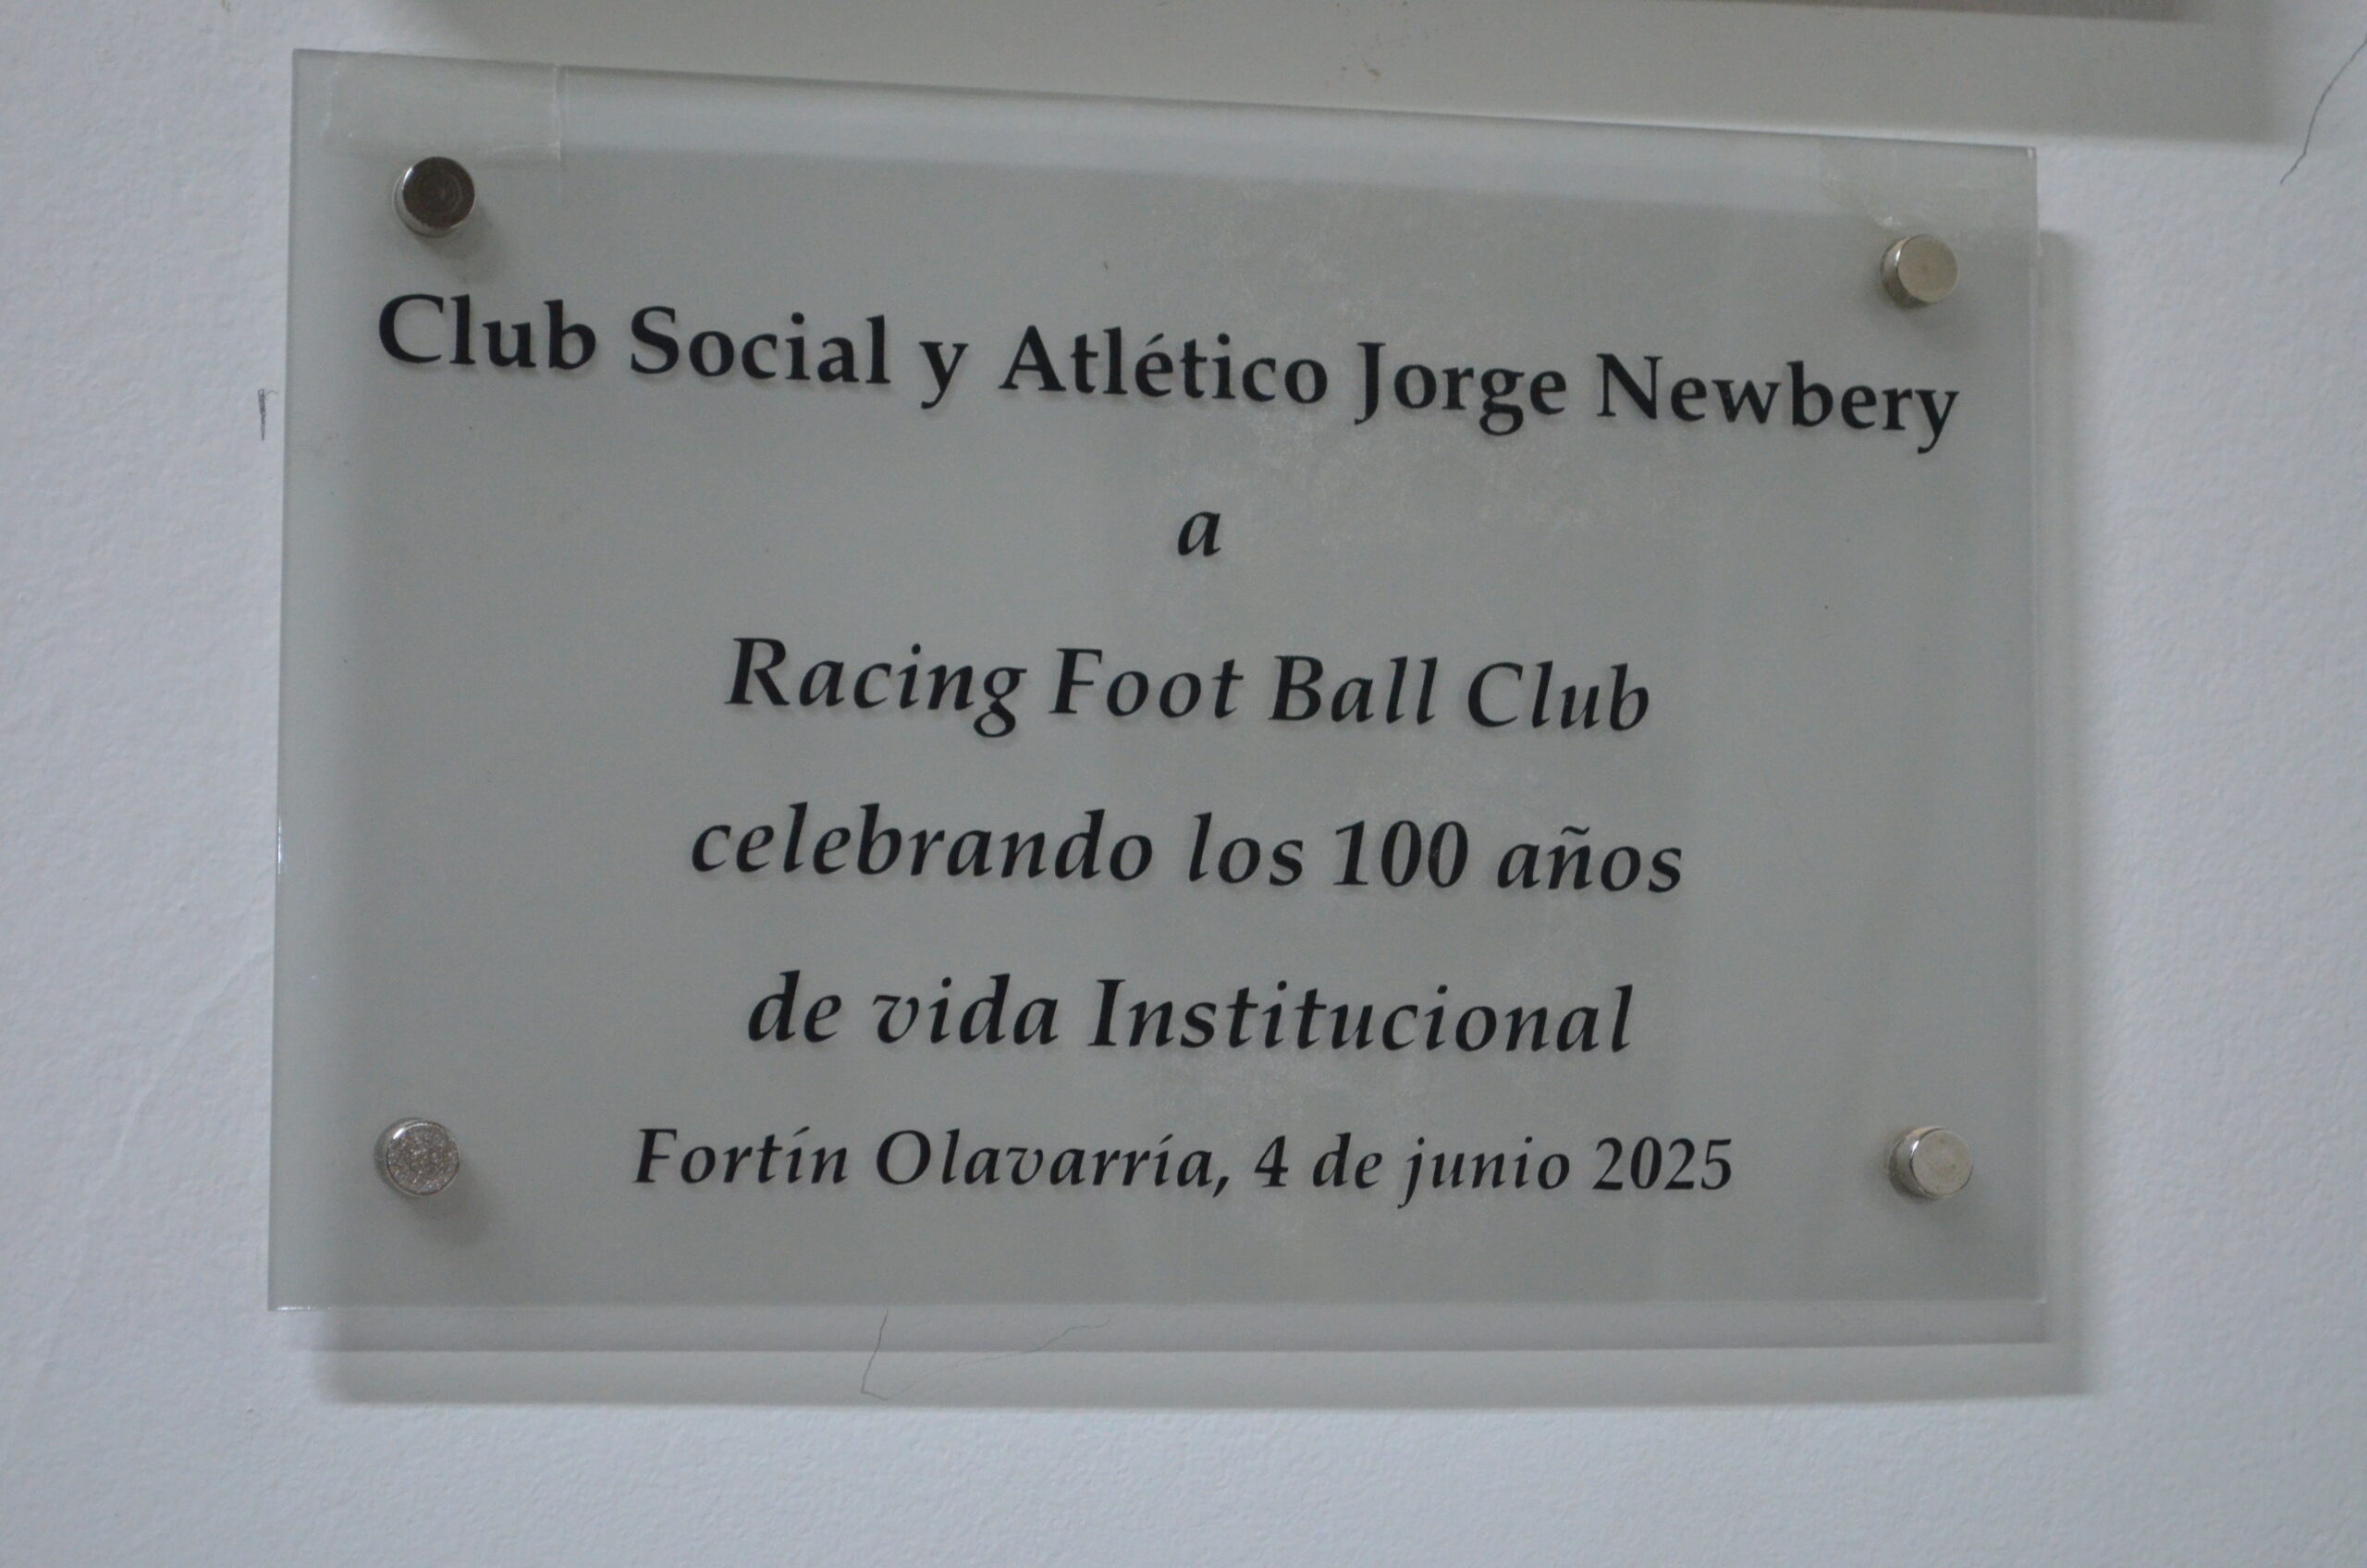 Club Social y Atlético Jorge Newbery
a
Racing Foot Ball Club
celebrando los 100 años
de vida Institucional
Fortín Olavarría, 4 de junio 2025